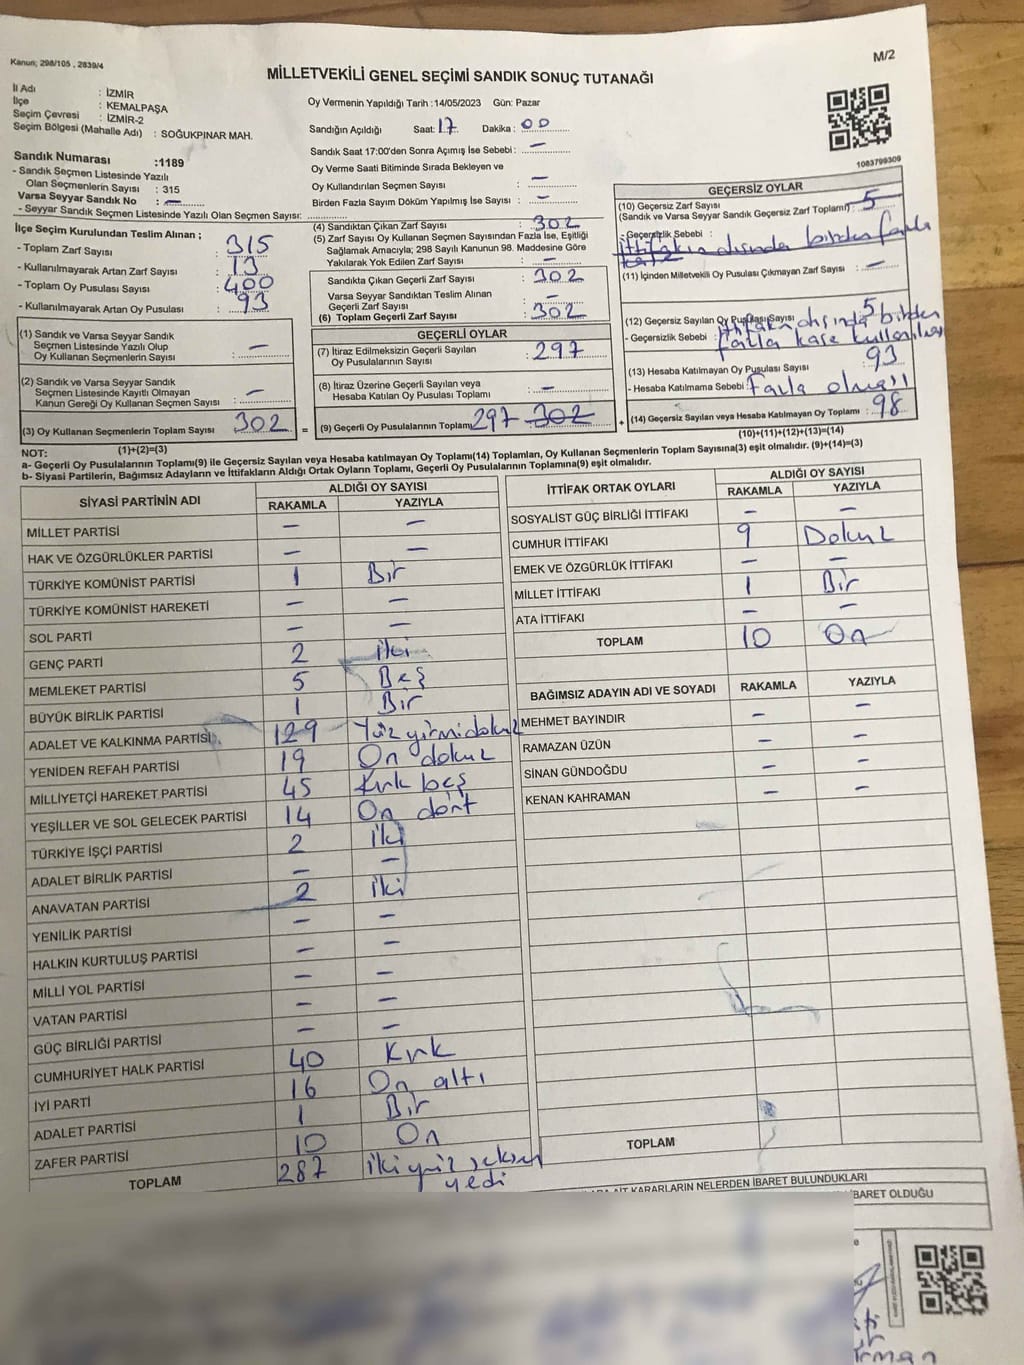 Kanun; 298/105 , 2839/4
M/2
MİLLETVEKİLİ GENEL SEÇİMİ SANDIK SONUÇ TUTANAĞI
İl Adı : İZMİR
İlçe : KEMALPAŞA
Seçim Çevresi : İZMİR-2
Seçim Bölgesi (Mahalle Adı) : SOĞUKPINAR MAH.
Oy Vermenin Yapıldığı Tarih : 14/05/2023 Gün: Pazar
Sandığın Açıldığı Saat: 17 Dakika : 00
Sandık Saat 17:00'den Sonra Açımış İse Sebebi : —
Oy Verme Saati Bitiminde Sırada Bekleyen ve
Oy Kullandırılan Seçmen Sayısı : —
Birden Fazla Sayım Döküm Yapılmış İse Sayısı : —
1083799309
Sandık Numarası :1189
- Sandık Seçmen Listesinde Yazılı
Olan Seçmenlerin Sayısı : 315
Varsa Seyyar Sandık No : —
- Seyyar Sandık Seçmen Listesinde Yazılı Olan Seçmen Sayısı:
İlçe Seçim Kurulundan Teslim Alınan ;
- Toplam Zarf Sayısı : 315
- Kullanılmayarak Artan Zarf Sayısı : 13
- Toplam Oy Pusulası Sayısı : 400
- Kullanılmayarak Artan Oy Pusulası : 93
(1) Sandık ve Varsa Seyyar Sandık
Seçmen Listesinde Yazılı Olup
Oy Kullanan Seçmenlerin Sayısı : —
(2) Sandık ve Varsa Seyyar Sandık
Seçmen Listesinde Kayıtlı Olmayan
Kanun Gereği Oy Kullanan Seçmen Sayısı : —
(3) Oy Kullanan Seçmenlerin Toplam Sayısı 302
(1)+(2)=(3)
(4) Sandıktan Çıkan Zarf Sayısı : 302
(5) Zarf Sayısı Oy Kullanan Seçmen Sayısından Fazla İse, Eşitliği
Sağlamak Amacıyla; 298 Sayılı Kanunun 98. Maddesine Göre
Yakılarak Yok Edilen Zarf Sayısı : —
Sandıkta Çıkan Geçerli Zarf Sayısı : 302
Varsa Seyyar Sandıktan Teslim Alınan
Geçerli Zarf Sayısı : —
(6) Toplam Geçerli Zarf Sayısı : 302
GEÇERLİ OYLAR
(7) İtiraz Edilmeksizin Geçerli Sayılan
Oy Pusulalarının Sayısı : 297
(8) İtiraz Üzerine Geçerli Sayılan veya
Hesaba Katılan Oy Pusulası Toplamı : —
= (9) Geçerli Oy Pusulalarının Toplamı 297 302
GEÇERSİZ OYLAR
(10) Geçersiz Zarf Sayısı
(Sandık ve Varsa Seyyar Sandık Geçersiz Zarf Toplamı) : 5
- Geçersizlik Sebebi :
ittifakın dışında birden fazla
(11) İçinden Milletvekili Oy Pusulası Çıkmayan Zarf Sayısı : —
(12) Geçersiz Sayılan Oy Pusulası Sayısı : 5
- Geçersizlik Sebebi : ittifakın dışında birden
fazla kaşe kullanılması
(13) Hesaba Katılmayan Oy Pusulası Sayısı : 93
- Hesaba Katılmama Sebebi : Fazla olması
+ (14) Geçersiz Sayılan veya Hesaba Katılmayan Oy Toplamı : 98
(10)+(11)+(12)+(13)=(14)
NOT:
a- Geçerli Oy Pusulalarının Toplamı(9) ile Geçersiz Sayılan veya Hesaba katılmayan Oy Toplamı(14) Toplamları, Oy Kullanan Seçmenlerin Toplam Sayısına(3) eşit olmalıdır. (9)+(14)=(3)
b- Siyasi Partilerin, Bağımsız Adayların ve İttifakların Aldığı Ortak Oyların Toplamı, Geçerli Oy Pusulalarının Toplamına(9) eşit olmalıdır.
SİYASİ PARTİNİN ADI ALDIĞI OY SAYISI
RAKAMLA YAZIYLA
MİLLET PARTİSİ — —
HAK VE ÖZGÜRLÜKLER PARTİSİ — —
TÜRKİYE KOMÜNİST PARTİSİ 1 Bir
TÜRKİYE KOMÜNİST HAREKETİ — —
SOL PARTİ — —
GENÇ PARTİ 2 İki
MEMLEKET PARTİSİ 5 Beş
BÜYÜK BİRLİK PARTİSİ 1 Bir
ADALET VE KALKINMA PARTİSİ 129 Yüz yirmi dokuz
YENİDEN REFAH PARTİSİ 19 On dokuz
MİLLİYETÇİ HAREKET PARTİSİ 45 Kırk beş
YEŞİLLER VE SOL GELECEK PARTİSİ 14 On dört
TÜRKİYE İŞÇİ PARTİSİ 2 iki
ADALET BİRLİK PARTİSİ — —
ANAVATAN PARTİSİ 2 iki
YENİLİK PARTİSİ — —
HALKIN KURTULUŞ PARTİSİ — —
MİLLİ YOL PARTİSİ — —
VATAN PARTİSİ — —
GÜÇ BİRLİĞİ PARTİSİ — —
CUMHURİYET HALK PARTİSİ 40 Kırk
İYİ PARTİ 16 On altı
ADALET PARTİSİ 1 Bir
ZAFER PARTİSİ 10 On
TOPLAM 287 iki yüz seksen
yedi
İTTİFAK ORTAK OYLARI ALDIĞI OY SAYISI
RAKAMLA YAZIYLA
SOSYALİST GÜÇ BİRLİĞİ İTTİFAKI — —
CUMHUR İTTİFAKI 9 Dokuz
EMEK VE ÖZGÜRLÜK İTTİFAKI — —
MİLLET İTTİFAKI 1 Bir
ATA İTTİFAKI — —
TOPLAM 10 On
BAĞIMSIZ ADAYIN ADI VE SOYADI RAKAMLA YAZIYLA
MEHMET BAYINDIR — —
RAMAZAN ÜZÜN — —
SİNAN GÜNDOĞDU — —
KENAN KAHRAMAN — —
TOPLAM
KARARLARIN NELERDEN İBARET BULUNDUKLARI
İBARET OLDUĞU